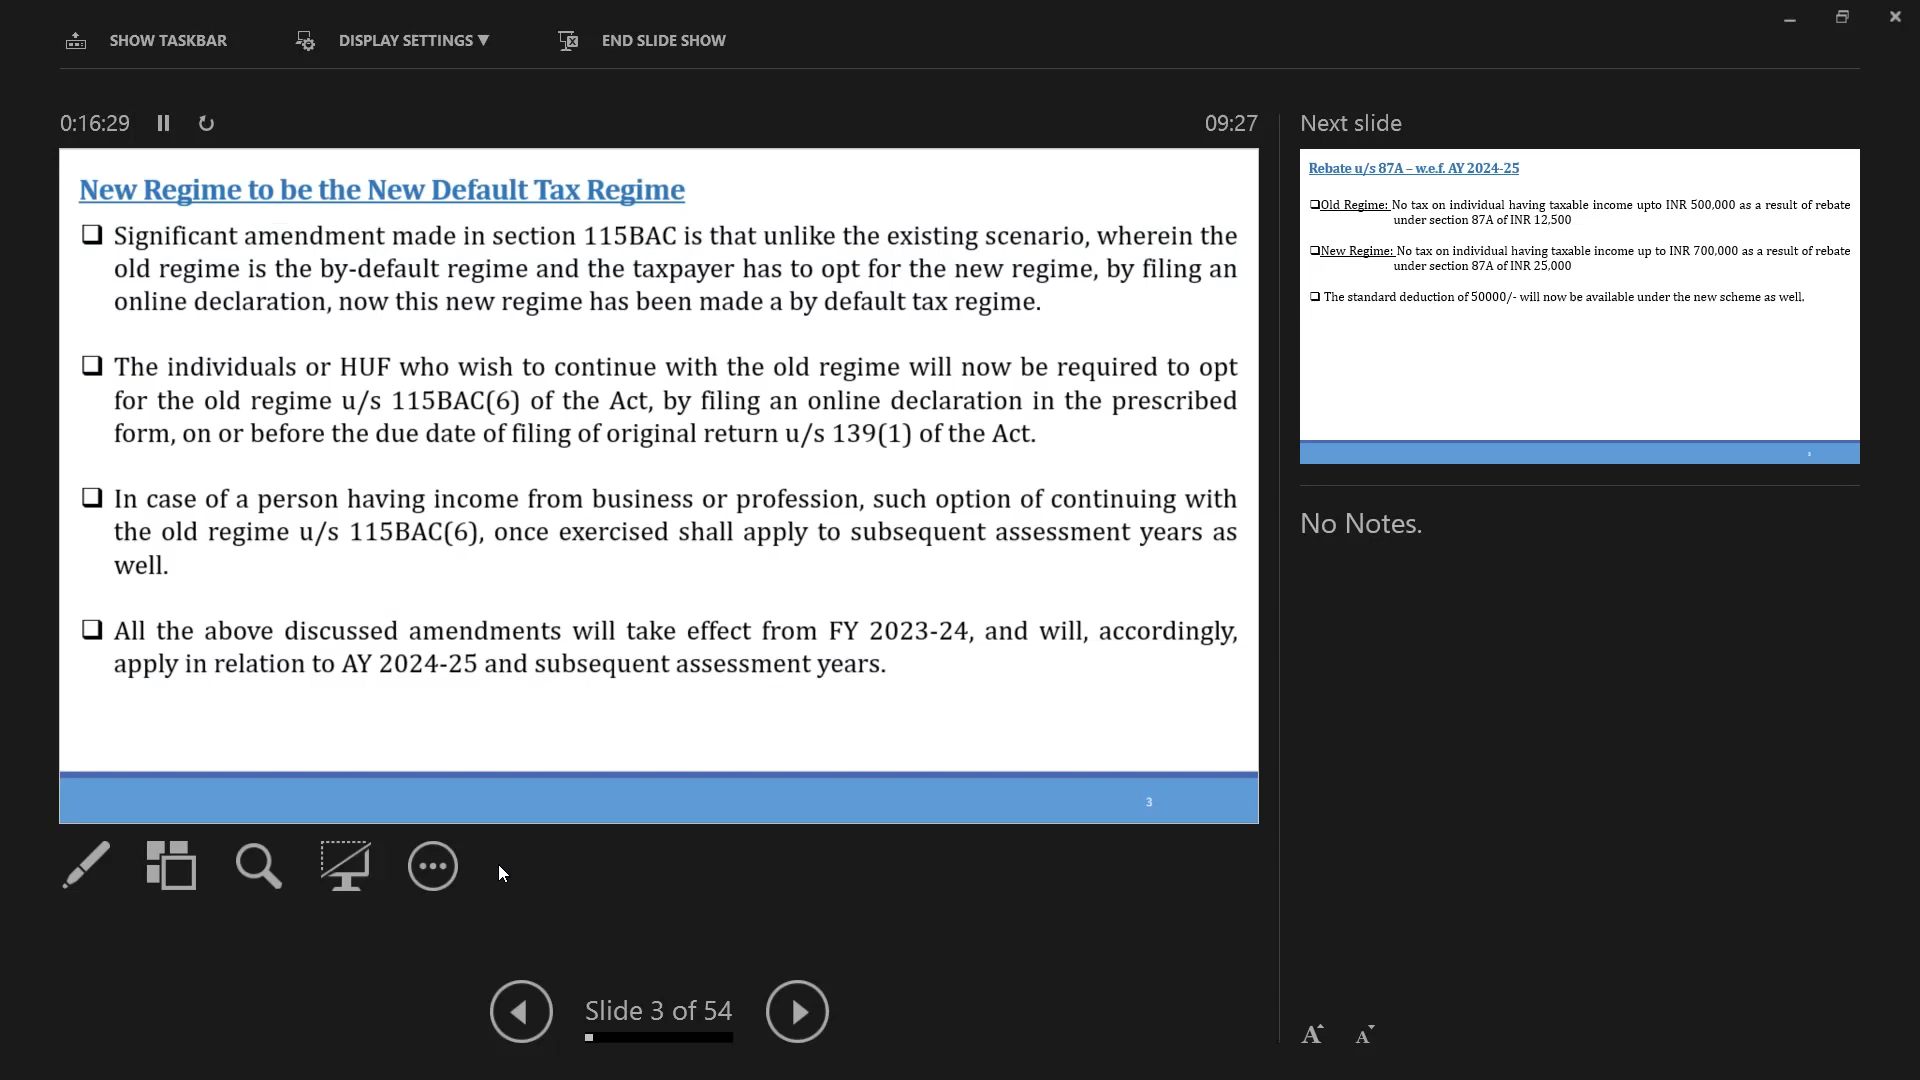 SHOW TASKBAR
DISPLAY SETTINGS ▼
END SLIDE SHOW
0:16:29
09:27
New Regime to be the New Default Tax Regime
❑ Significant amendment made in section 115BAC is that unlike the existing scenario, wherein the
old regime is the by-default regime and the taxpayer has to opt for the new regime, by filing an
online declaration, now this new regime has been made a by default tax regime.
❑ The individuals or HUF who wish to continue with the old regime will now be required to opt
for the old regime u/s 115BAC(6) of the Act, by filing an online declaration in the prescribed
form, on or before the due date of filing of original return u/s 139(1) of the Act.
❑ In case of a person having income from business or profession, such option of continuing with
the old regime u/s 115BAC(6), once exercised shall apply to subsequent assessment years as
well.
❑ All the above discussed amendments will take effect from FY 2023-24, and will, accordingly,
apply in relation to AY 2024-25 and subsequent assessment years.
3
Slide 3 of 54
Next slide
Rebate u/s 87A – w.e.f. AY 2024-25
❑Old Regime: No tax on individual having taxable income upto INR 500,000 as a result of rebate
under section 87A of INR 12,500
❑New Regime: No tax on individual having taxable income up to INR 700,000 as a result of rebate
under section 87A of INR 25,000
❑ The standard deduction of 50000/- will now be available under the new scheme as well.
No Notes.
A A